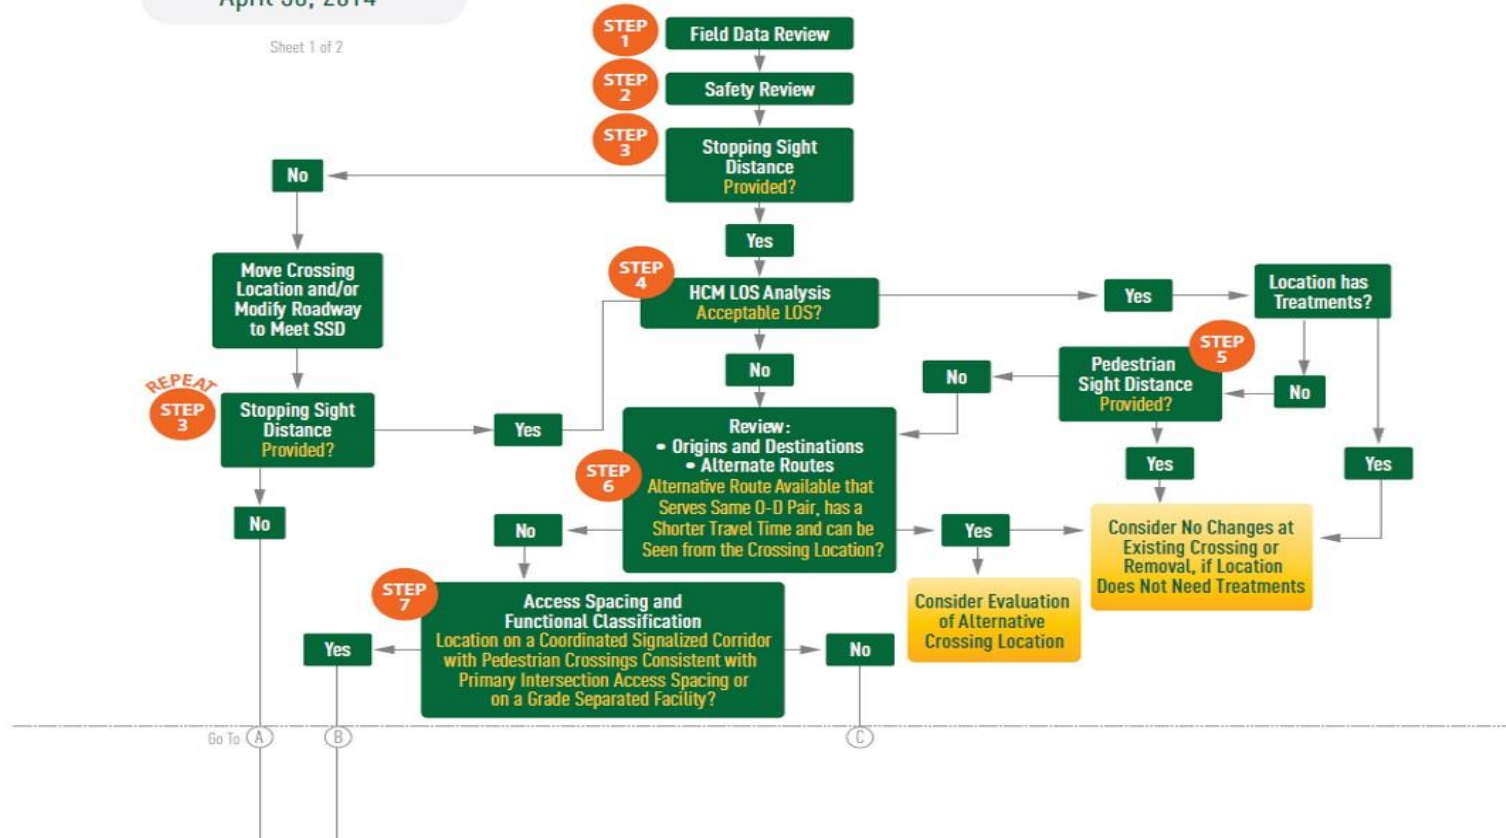 April 30, 2014
Sheet 1 of 2
STEP
1
Field Data Review
STEP
2
Safety Review
STEP
3
Stopping Sight
Distance
Provided?
No
Yes
Move Crossing
Location and/or
Modify Roadway
to Meet SSD
STEP
4
HCM LOS Analysis
Acceptable LOS?
Yes
Location has
Treatments?
No
STEP
5
Pedestrian
Sight Distance
Provided?
No
No
Yes
Yes
REPEAT
STEP
3
Stopping Sight
Distance
Provided?
Yes
No
STEP
6
Review:
• Origins and Destinations
• Alternate Routes
Alternative Route Available that
Serves Same O-D Pair, has a
Shorter Travel Time and can be
Seen from the Crossing Location?
No
Yes
Consider No Changes at
Existing Crossing or
Removal, if Location
Does Not Need Treatments
Consider Evaluation
of Alternative
Crossing Location
STEP
7
Access Spacing and
Functional Classification
Location on a Coordinated Signalized Corridor
with Pedestrian Crossings Consistent with
Primary Intersection Access Spacing or
on a Grade Separated Facility?
Yes
No
Go To A
B
C